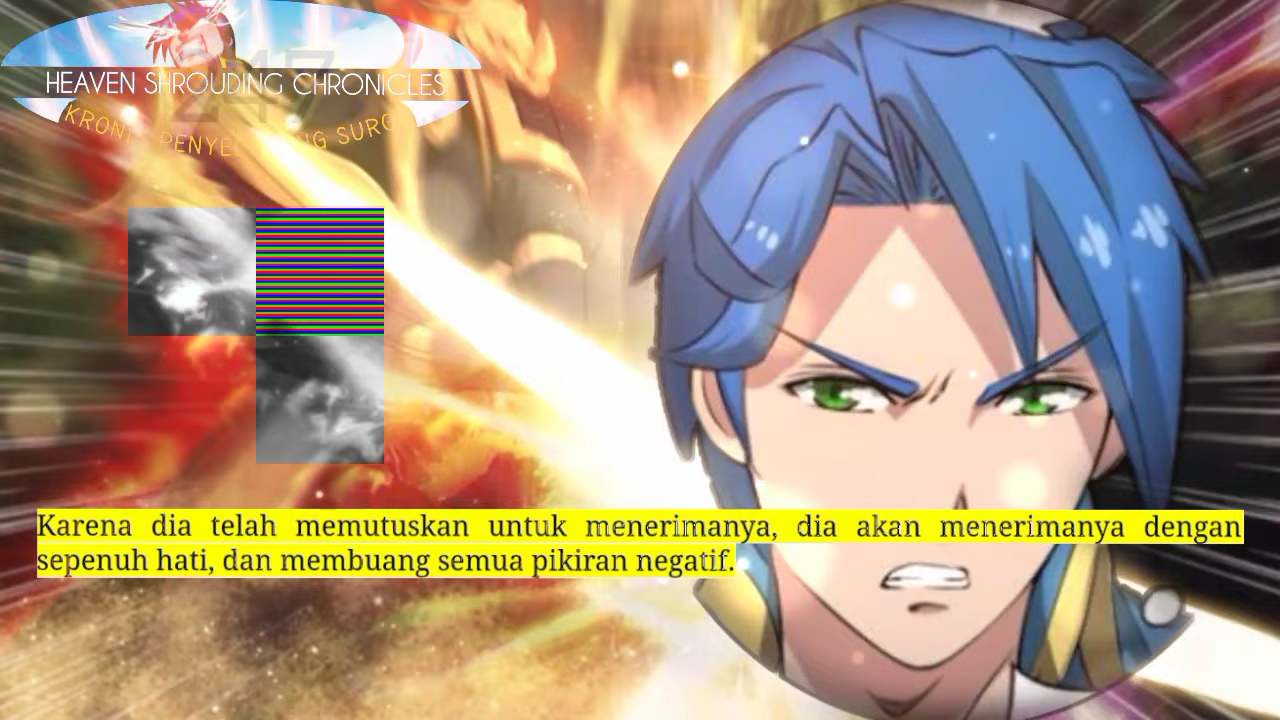 247
HEAVEN SHROUDING CHRONICLES
Karena dia telah memutuskan untuk menerimanya, dia akan menerimanya dengan
sepenuh hati, dan membuang semua pikiran negatif.